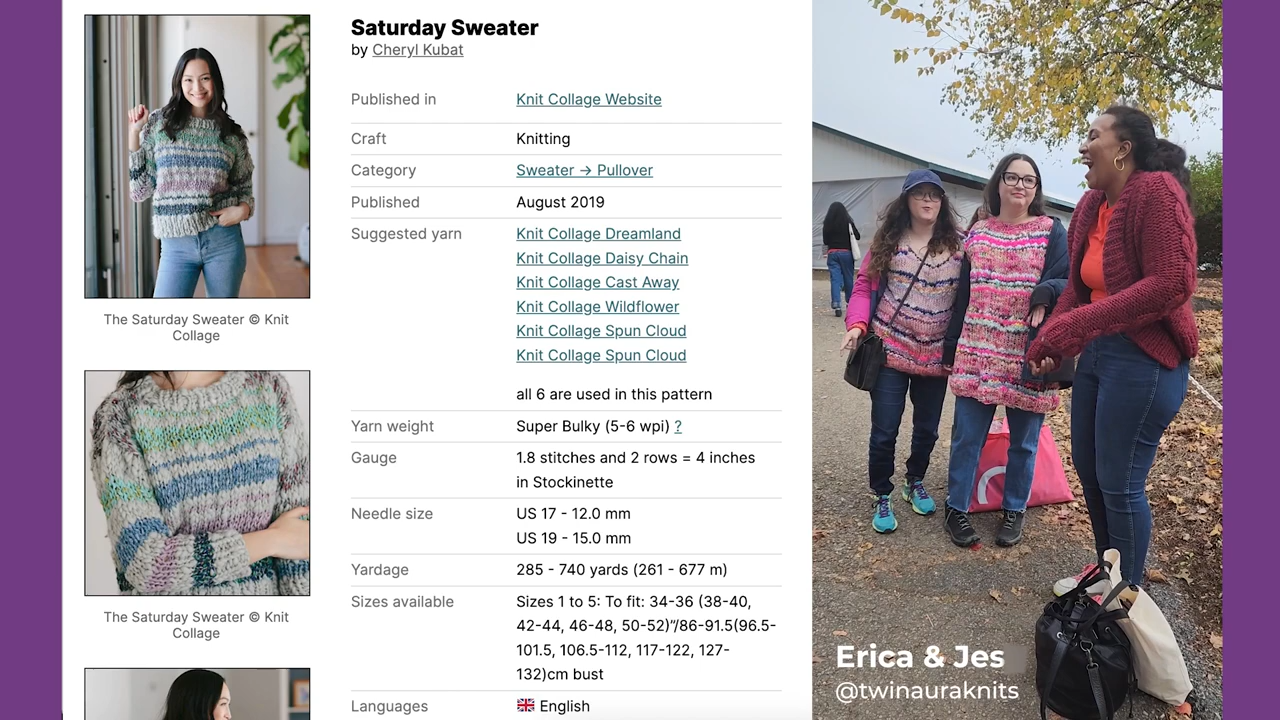 The Saturday Sweater © Knit
Collage
The Saturday Sweater © Knit
Collage
Saturday Sweater
by Cheryl Kubat
Published in Knit Collage Website
Craft Knitting
Category Sweater → Pullover
Published August 2019
Suggested yarn Knit Collage Dreamland
Knit Collage Daisy Chain
Knit Collage Cast Away
Knit Collage Wildflower
Knit Collage Spun Cloud
Knit Collage Spun Cloud
all 6 are used in this pattern
Yarn weight Super Bulky (5-6 wpi) ?
Gauge 1.8 stitches and 2 rows = 4 inches
in Stockinette
Needle size US 17 - 12.0 mm
US 19 - 15.0 mm
Yardage 285 - 740 yards (261 - 677 m)
Sizes available Sizes 1 to 5: To fit: 34-36 (38-40,
42-44, 46-48, 50-52)”/86-91.5(96.5-
101.5, 106.5-112, 117-122, 127-
132)cm bust
Languages English
Erica & Jes
@twinauraknits